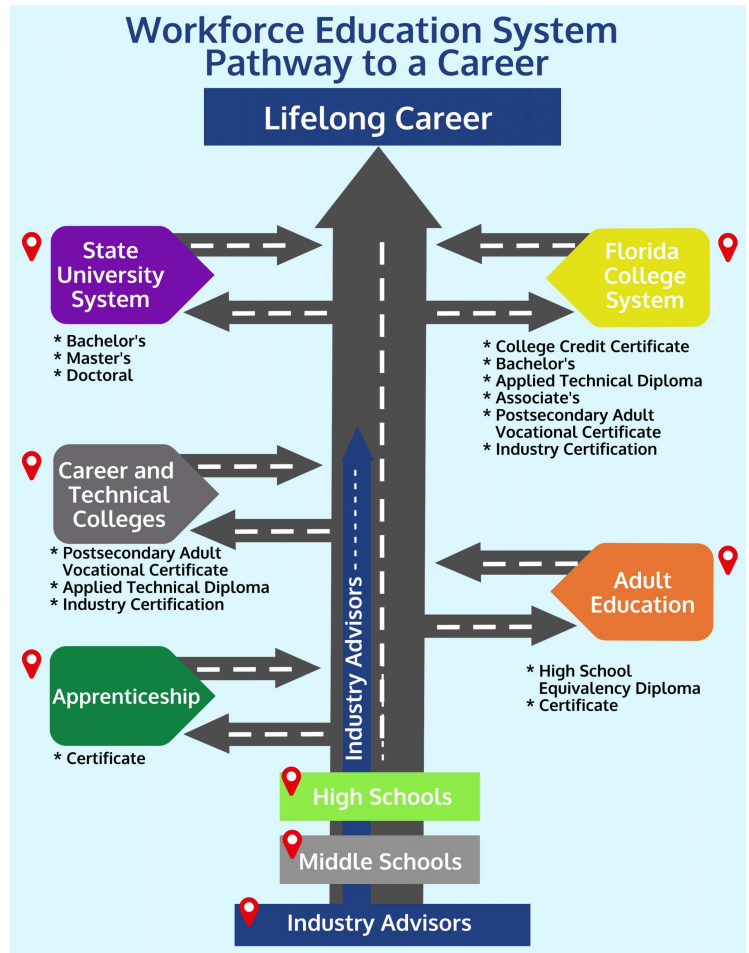 Workforce Education System
Pathway to a Career
Lifelong Career
State
University
System
* Bachelor's
* Master's
* Doctoral
Florida
College
System
* College Credit Certificate
* Bachelor's
* Applied Technical Diploma
* Associate's
* Postsecondary Adult
Vocational Certificate
* Industry Certification
Career and
Technical
Colleges
* Postsecondary Adult
Vocational Certificate
* Applied Technical Diploma
* Industry Certification
Adult
Education
* High School
Equivalency Diploma
* Certificate
Apprenticeship
* Certificate
Industry Advisors
High Schools
Middle Schools
Industry Advisors